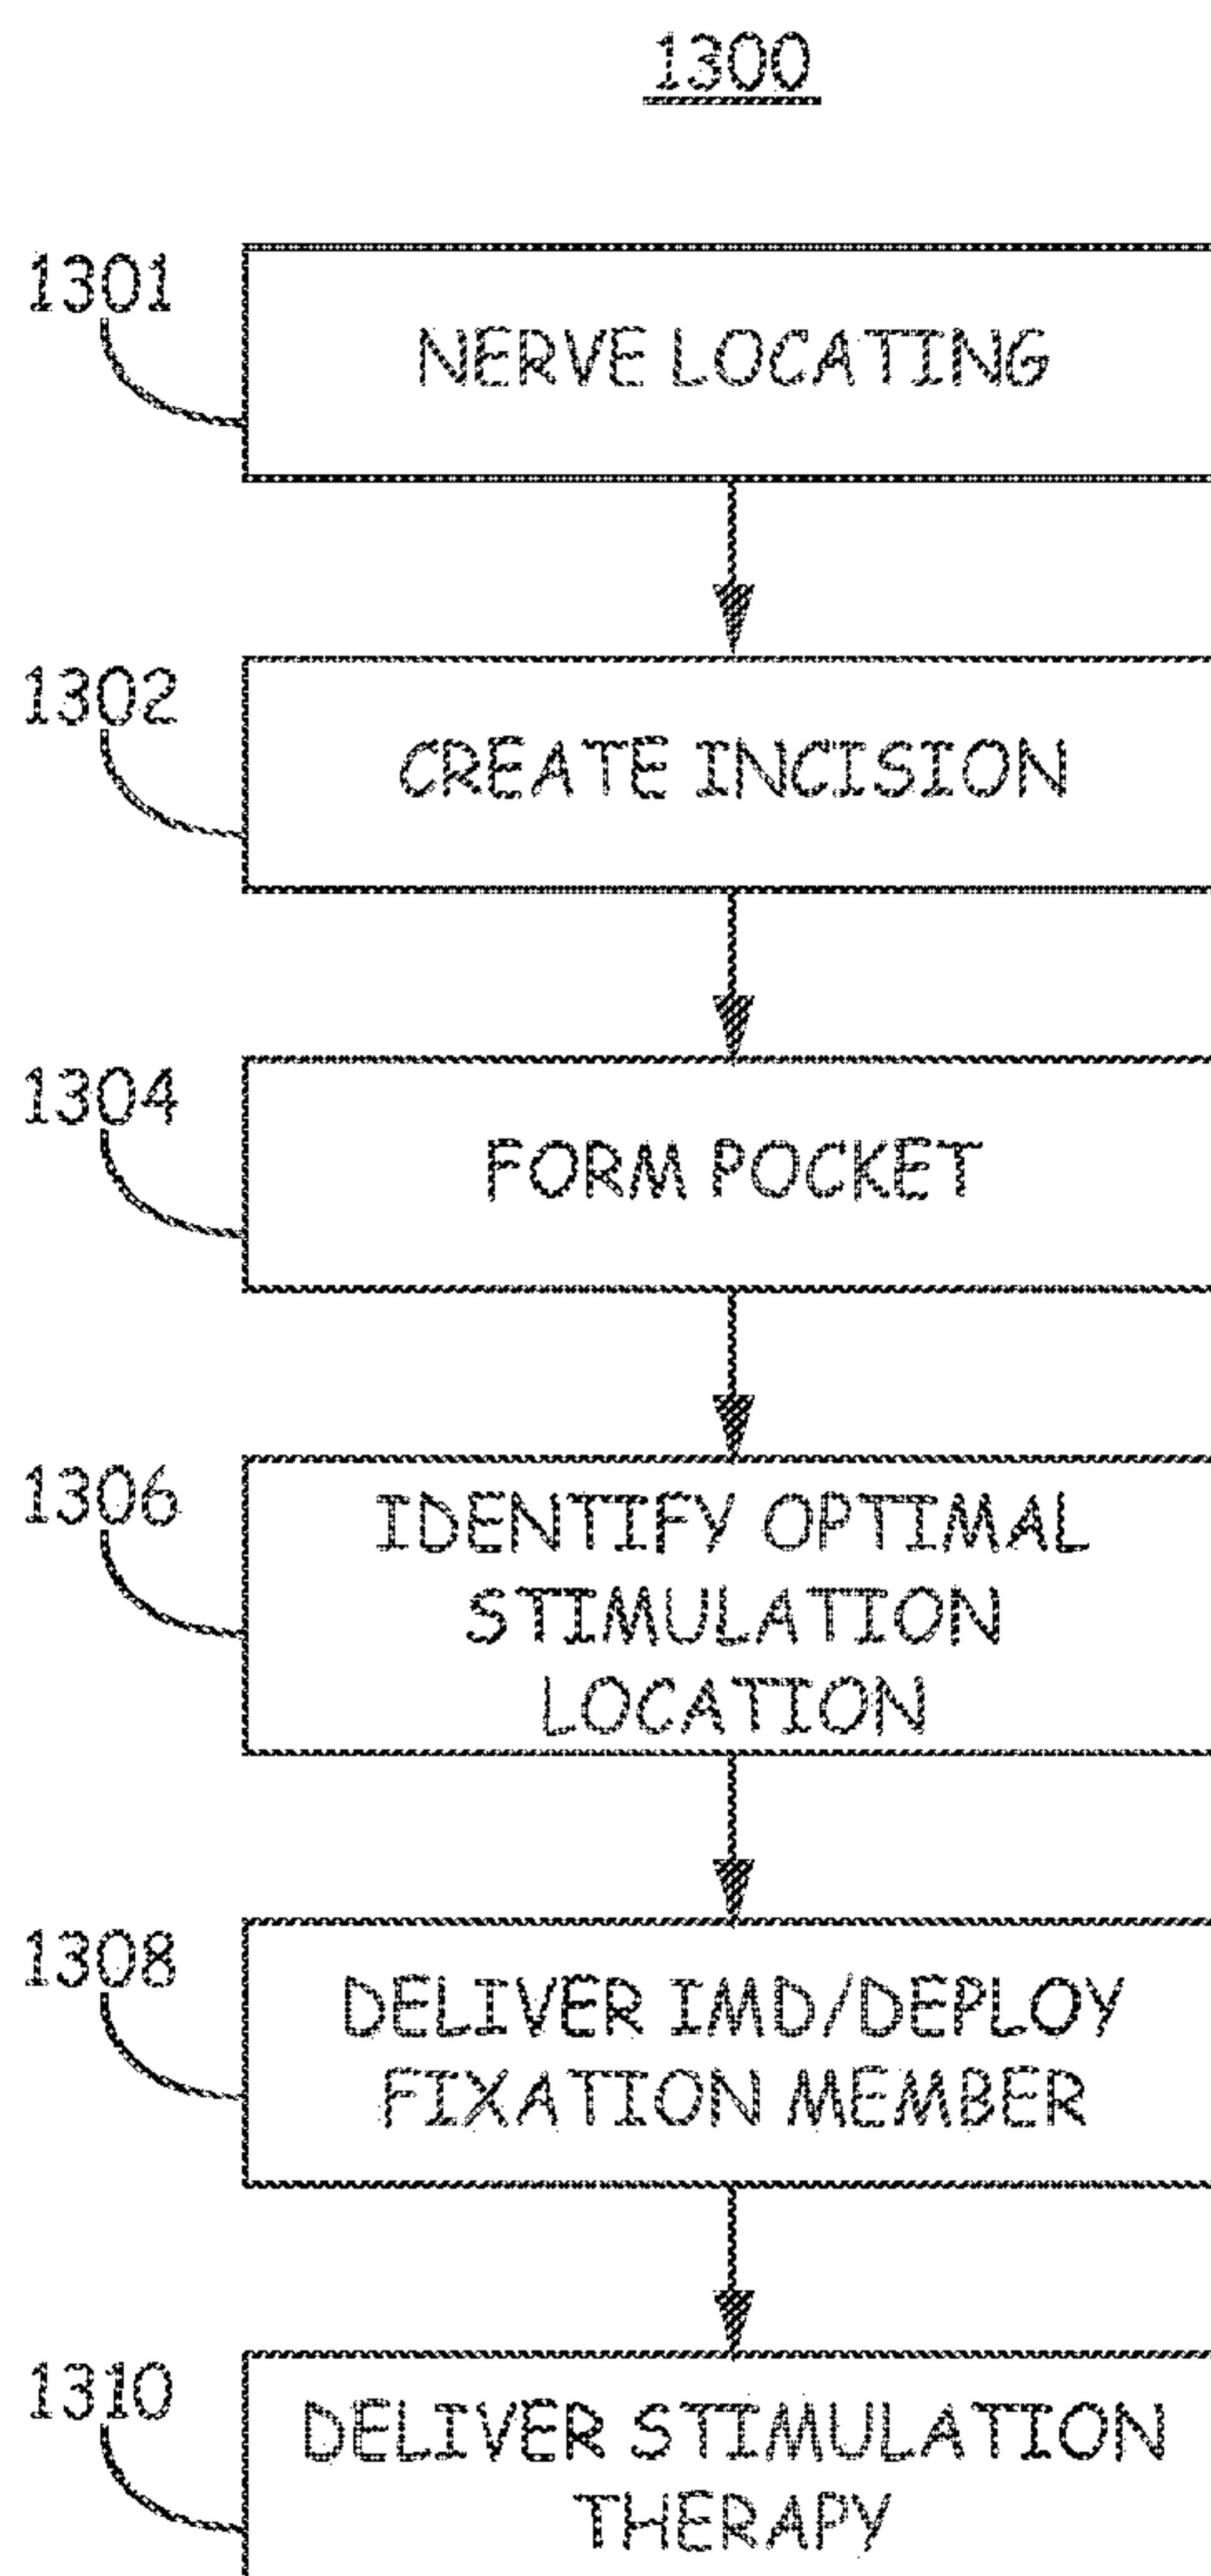 1300
1301
NERVE LOCATING
1302
CREATE INCISION
1304
FORM POCKET
1306
IDENTIFY OPTIMAL
STIMULATION
LOCATION
1308
DELIVER IMD/DEPLOY
FIXATION MEMBER
1310
DELIVER STIMULATION
THERAPY